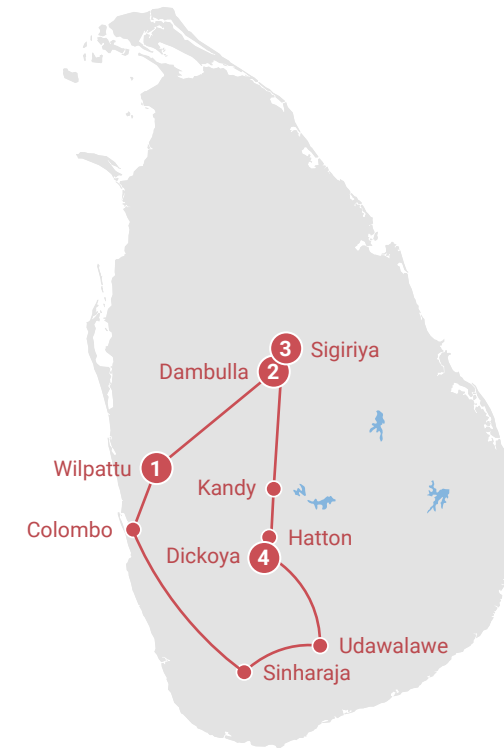 3 Sigiriya
Dambulla 2
Wilpattu 1
Kandy
Colombo
Hatton
Dickoya 4
Udawalawe
Sinharaja